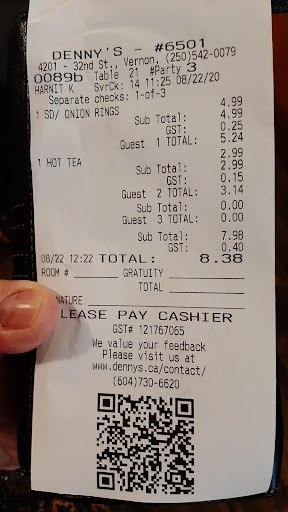 DENNY'S - #6501
4201 - 32nd St., Vernon, (250)542-0079
0089b Table 21 #Party 3
HARNIT K SvrCk: 14 11:25 08/22/20
Separate checks: 1-of-3
1 SD/ ONION RINGS 4.99
Sub Total: 4.99
GST: 0.25
Guest 1 TOTAL: 5.24
1 HOT TEA 2.99
Sub Total: 2.99
GST: 0.15
Guest 2 TOTAL: 3.14
Sub Total: 0.00
Guest 3 TOTAL: 0.00
Sub Total: 7.98
GST: 0.40
08/22 12:22 TOTAL: 8.38
ROOM # GRATUITY
TOTAL
NATURE
LEASE PAY CASHIER
GST# 121767065
We value your feedback
Please visit us at
www.dennys.ca/contact/
(604)730-6620